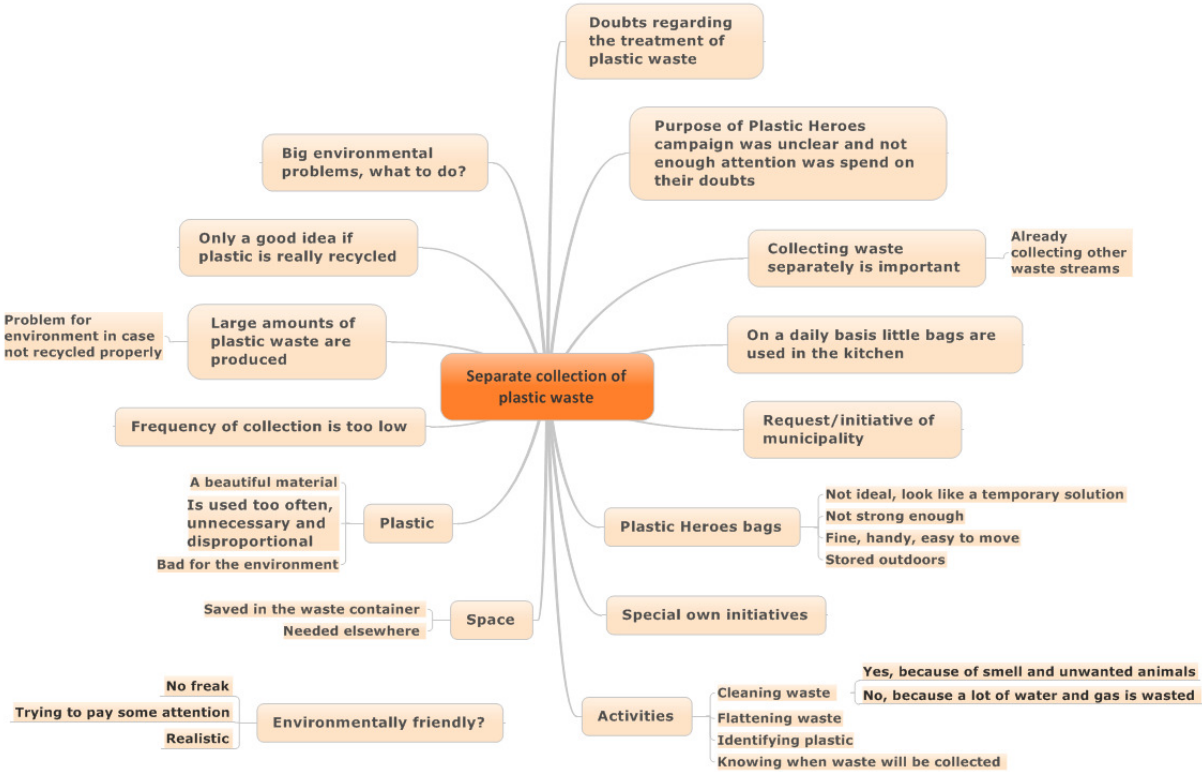 Doubts regarding
the treatment of
plastic waste
Purpose of Plastic Heroes
campaign was unclear and not
enough attention was spend on
their doubts
Big environmental
problems, what to do?
Only a good idea if
plastic is really recycled
Collecting waste
separately is important
Already
collecting other
waste streams
Problem for
environment in case
not recycled properly
Large amounts of
plastic waste are
produced
On a daily basis little bags are
used in the kitchen
Separate collection of
plastic waste
Frequency of collection is too low
Request/initiative of
municipality
A beautiful material
Is used too often,
unnecessary and
disproportional
Bad for the environment
Plastic
Plastic Heroes bags
Not ideal, look like a temporary solution
Not strong enough
Fine, handy, easy to move
Stored outdoors
Saved in the waste container
Needed elsewhere
Space
Special own initiatives
No freak
Trying to pay some attention
Realistic
Environmentally friendly?
Activities
Cleaning waste
Yes, because of smell and unwanted animals
No, because a lot of water and gas is wasted
Flattening waste
Identifying plastic
Knowing when waste will be collected